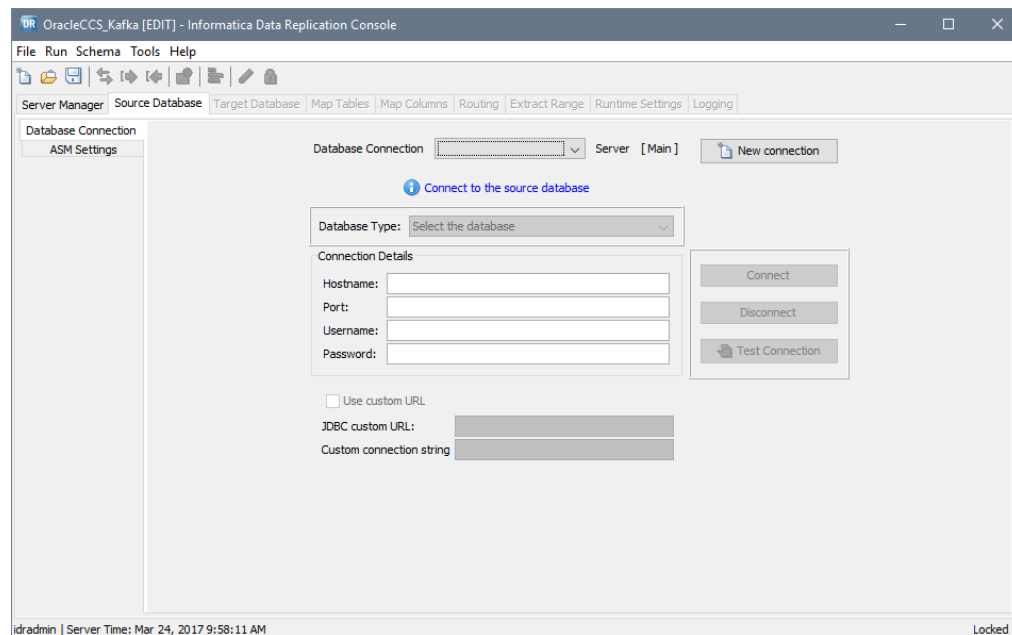 DR OracleCCS_Kafka [EDIT] - Informatica Data Replication Console
File Run Schema Tools Help
Server Manager Source Database Target Database Map Tables Map Columns Routing Extract Range Runtime Settings Logging
Database Connection
ASM Settings
Database Connection Server [ Main ] New connection
Connect to the source database
Database Type: Select the database
Connection Details
Hostname:
Port:
Username:
Password:
Connect
Disconnect
Test Connection
Use custom URL
JDBC custom URL:
Custom connection string
idradmin | Server Time: Mar 24, 2017 9:58:11 AM Locked